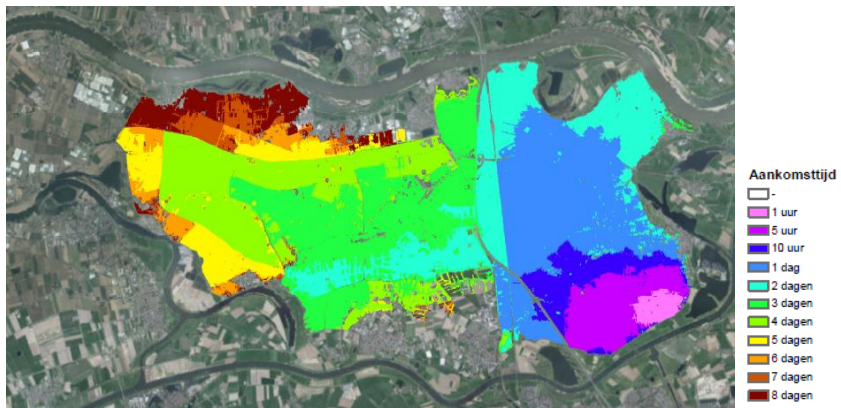 Aankomsttijd
-
1 uur
5 uur
10 uur
1 dag
2 dagen
3 dagen
4 dagen
5 dagen
6 dagen
7 dagen
8 dagen